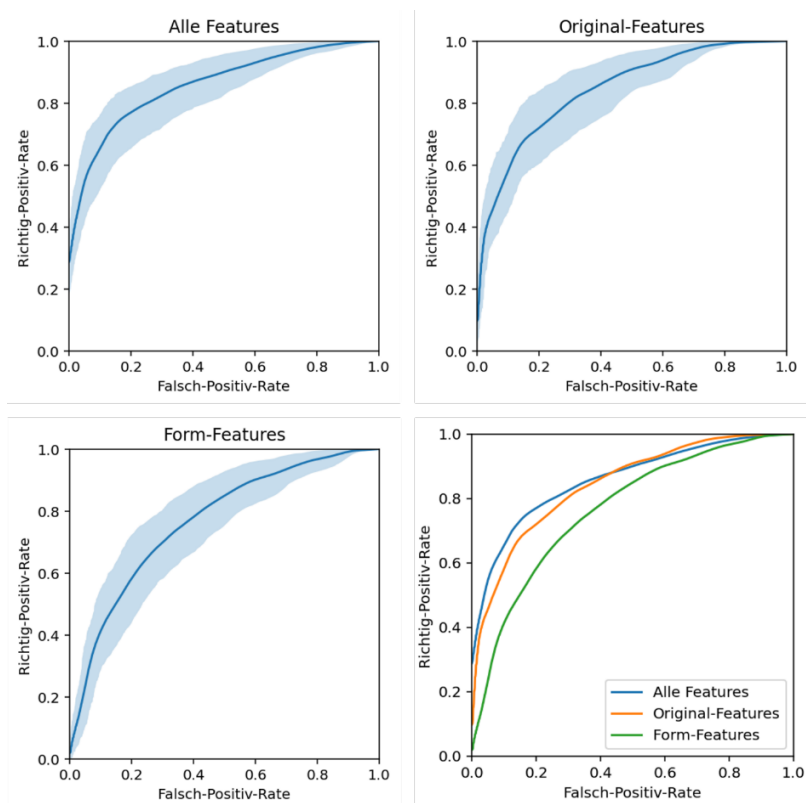 Alle Features
1.0
0.8
0.6
0.4
0.2
0.0
Richtig-Positiv-Rate
0.0 0.2 0.4 0.6 0.8 1.0
Falsch-Positiv-Rate
Original-Features
1.0
0.8
0.6
0.4
0.2
0.0
Richtig-Positiv-Rate
0.0 0.2 0.4 0.6 0.8 1.0
Falsch-Positiv-Rate
Form-Features
1.0
0.8
0.6
0.4
0.2
0.0
Richtig-Positiv-Rate
0.0 0.2 0.4 0.6 0.8 1.0
Falsch-Positiv-Rate
1.0
0.8
0.6
0.4
0.2
0.0
Richtig-Positiv-Rate
Alle Features
Original-Features
Form-Features
0.0 0.2 0.4 0.6 0.8 1.0
Falsch-Positiv-Rate